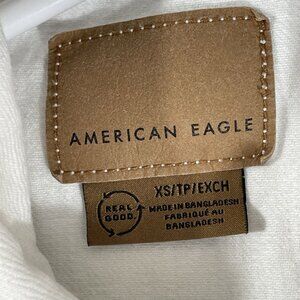 AMERICAN EAGLE
XS/TP/EXCH
REAL
GOOD.
MADE IN BANGLADESH
FABRIQUÉ AU
BANGLADESH